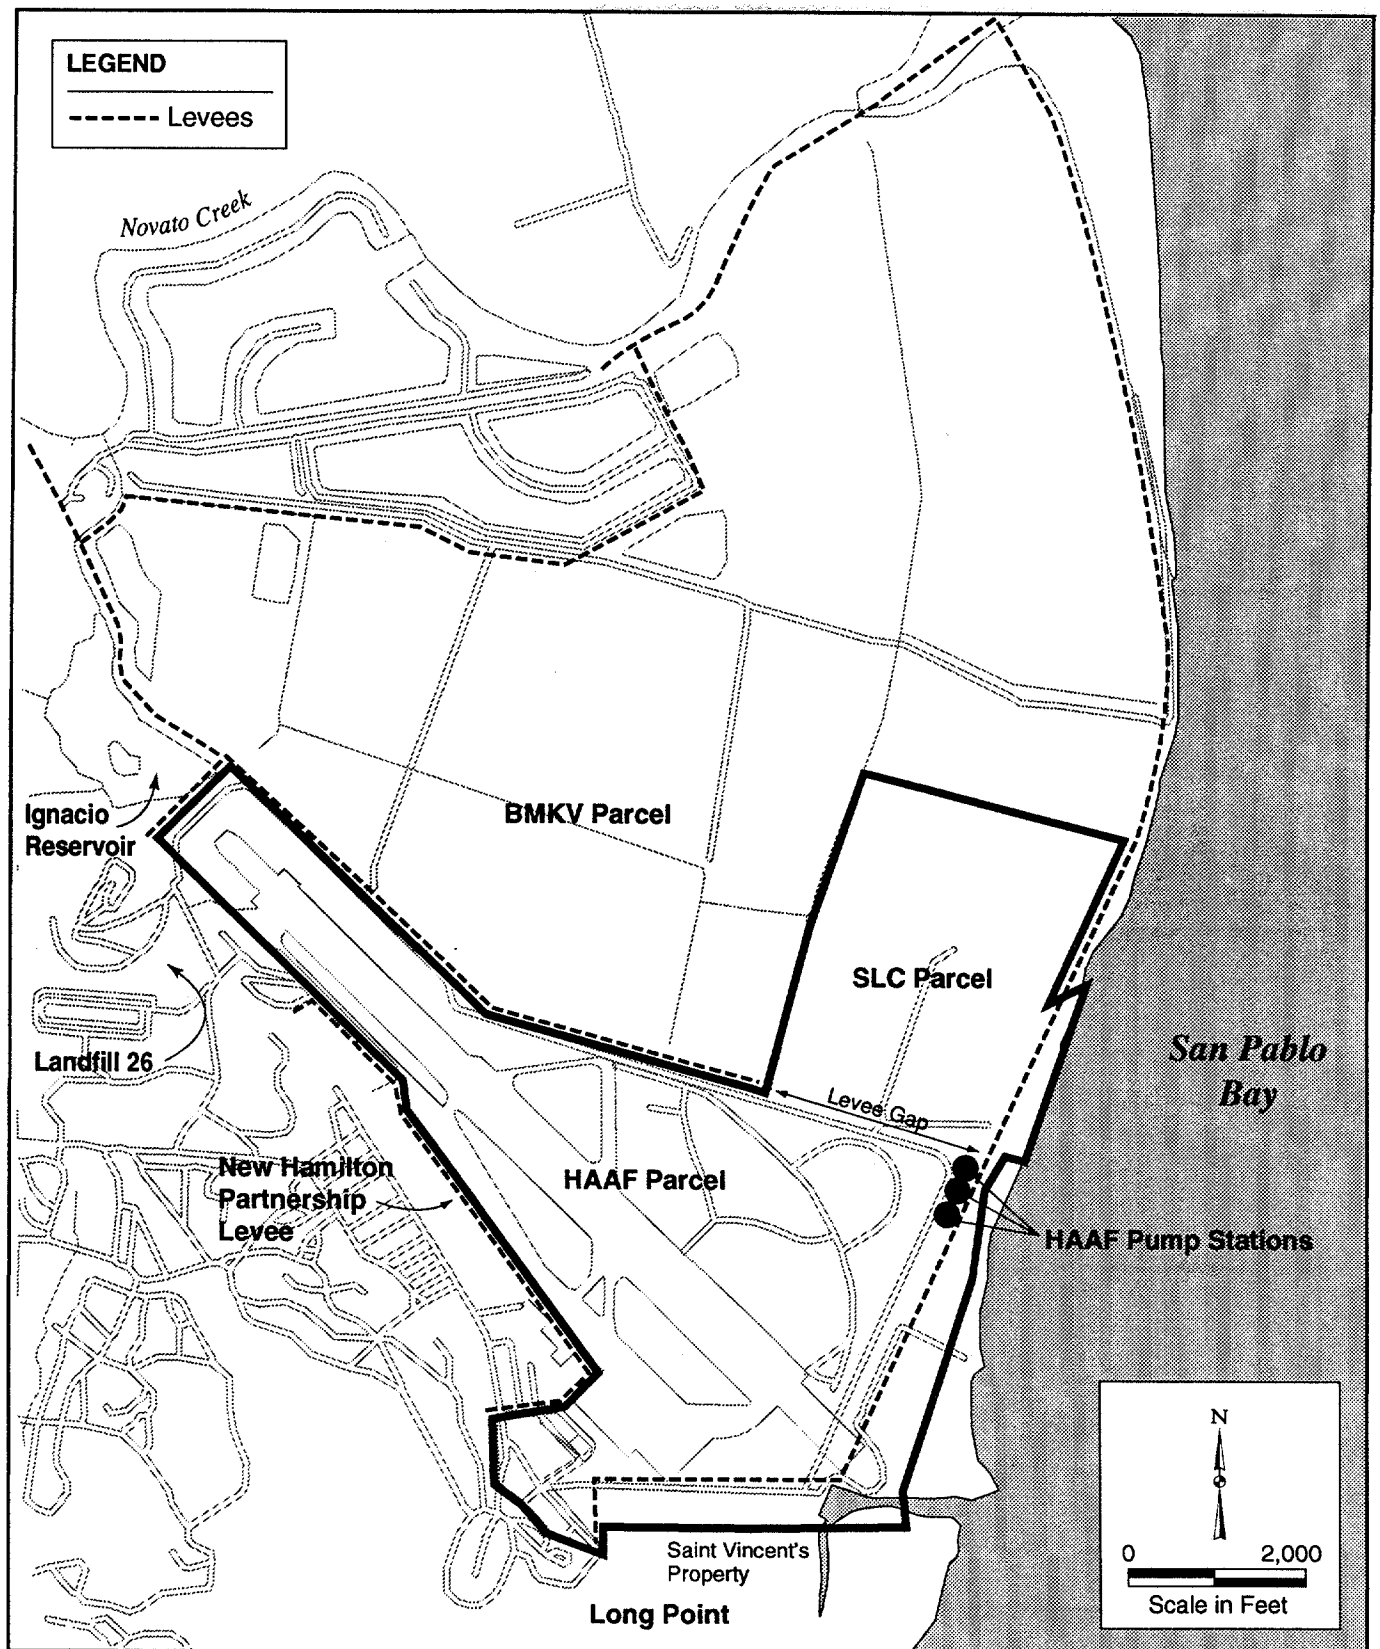 LEGEND
Levees
Novato Creek
Ignacio
Reservoir
BMKV Parcel
SLC Parcel
Landfill 26
San Pablo
Bay
Levee Gap
New Hamilton
Partnership
Levee
HAAF Parcel
HAAF Pump Stations
Saint Vincent's
Property
Long Point
N
0 2,000
Scale in Feet